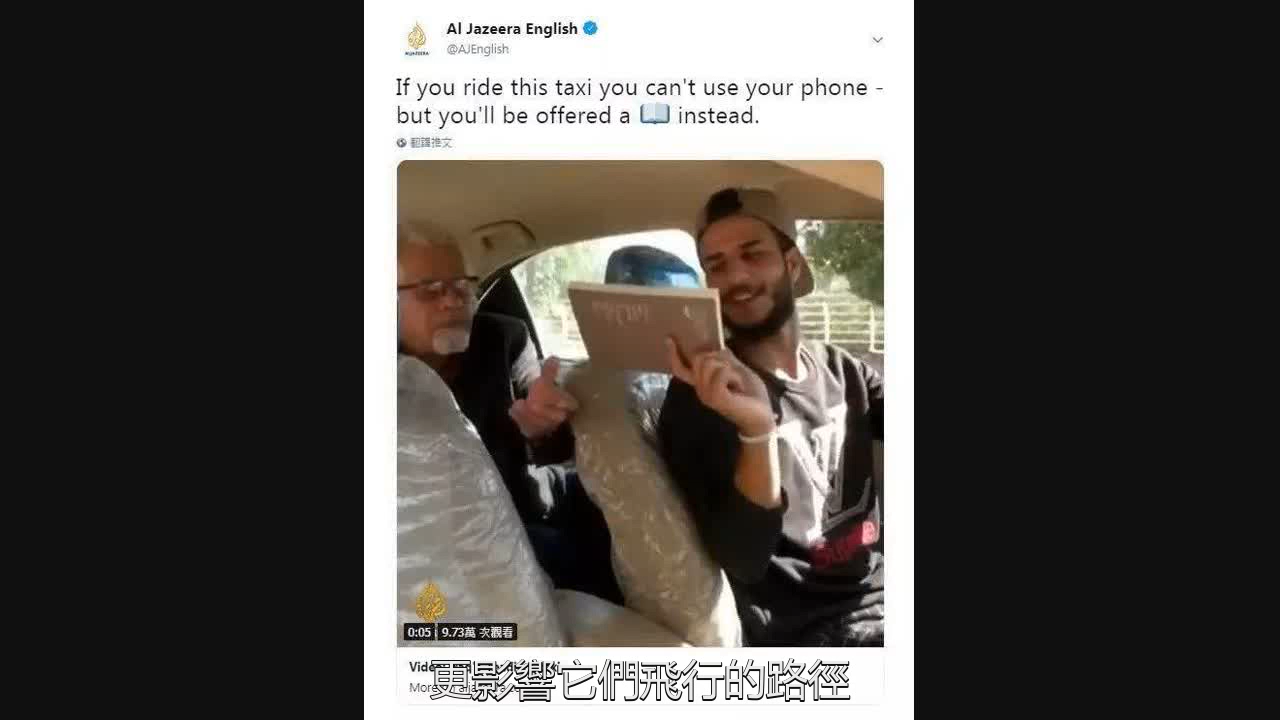 Al Jazeera English
@AJEnglish
If you ride this taxi you can't use your phone -
but you'll be offered a 📖 instead.
翻譯推文
0:05 | 9.73萬 次觀看
更影響它們飛行的路徑